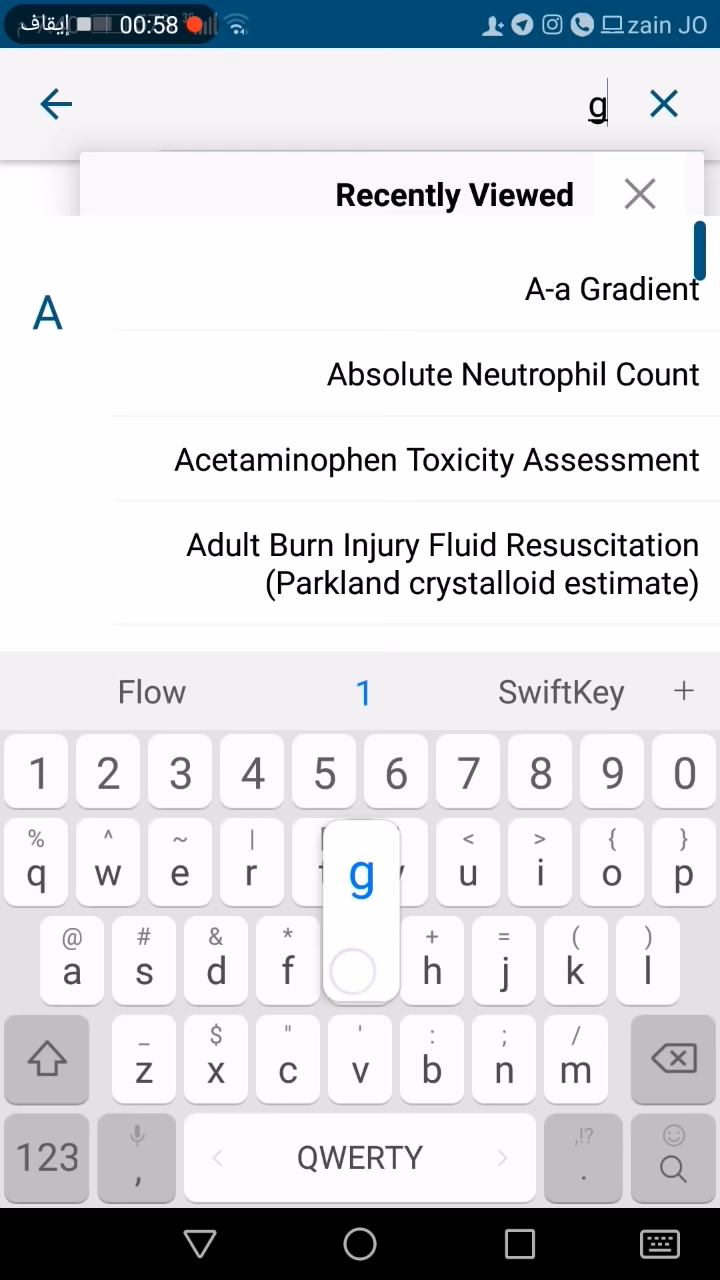 إيقاف 00:58 zain JO
g
Recently Viewed
A
A-a Gradient
Absolute Neutrophil Count
Acetaminophen Toxicity Assessment
Adult Burn Injury Fluid Resuscitation
(Parkland crystalloid estimate)
Flow 1 SwiftKey +
1 2 3 4 5 6 7 8 9 0
% ^ ~ | < > { }
q w e r u i o p
g
@ # & * + = ( )
a s d f h j k l
_ $ " ' : ; /
z x c v b n m
,!?
123 , < QWERTY > .